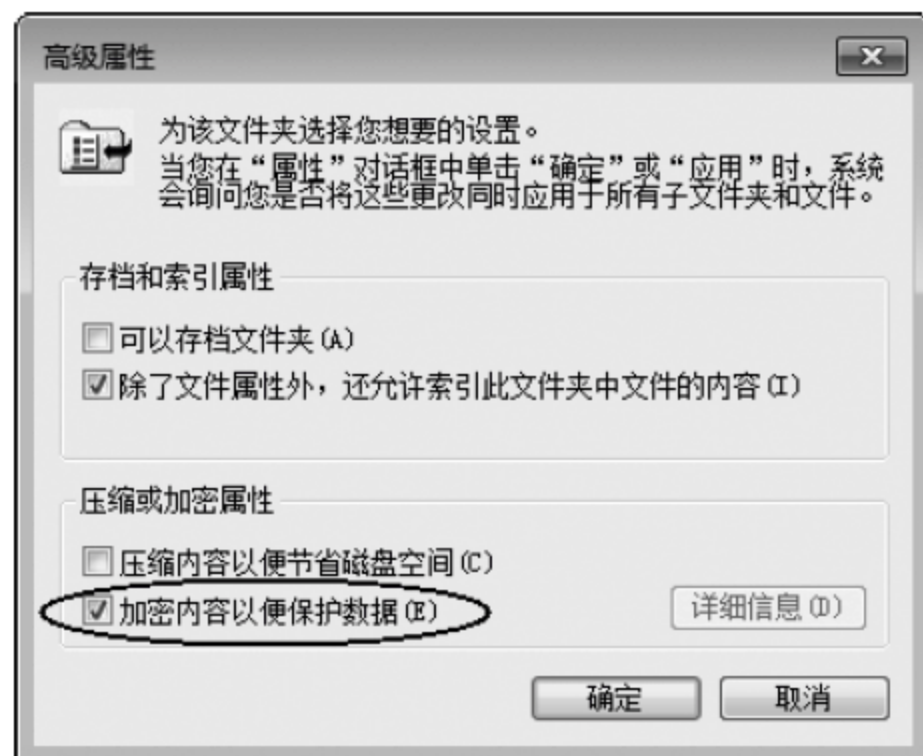 高级属性
为该文件夹选择您想要的设置。
当您在“属性”对话框中单击“确定”或“应用”时，系统
会询问您是否将这些更改同时应用于所有子文件夹和文件。
存档和索引属性
可以存档文件夹(A)
除了文件属性外，还允许索引此文件夹中文件的内容(I)
压缩或加密属性
压缩内容以便节省磁盘空间(C)
加密内容以便保护数据(E)
详细信息(D)
确定
取消